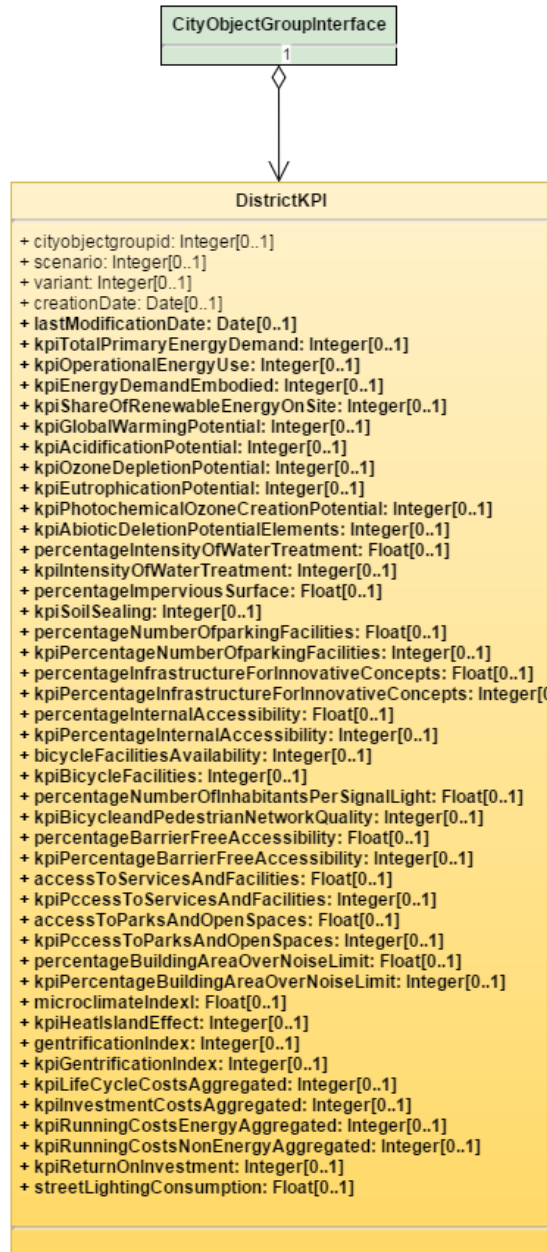 CityObjectGroupInterface
1
DistrictKPI
+ cityobjectgroupid: Integer[0..1]
+ scenario: Integer[0..1]
+ variant: Integer[0..1]
+ creationDate: Date[0..1]
+ lastModificationDate: Date[0..1]
+ kpiTotalPrimaryEnergyDemand: Integer[0..1]
+ kpiOperationalEnergyUse: Integer[0..1]
+ kpiEnergyDemandEmbodied: Integer[0..1]
+ kpiShareOfRenewableEnergyOnSite: Integer[0..1]
+ kpiGlobalWarmingPotential: Integer[0..1]
+ kpiAcidificationPotential: Integer[0..1]
+ kpiOzoneDepletionPotential: Integer[0..1]
+ kpiEutrophicationPotential: Integer[0..1]
+ kpiPhotochemicalOzoneCreationPotential: Integer[0..1]
+ kpiAbioticDeletionPotentialElements: Integer[0..1]
+ percentageIntensityOfWaterTreatment: Float[0..1]
+ kpiIntensityOfWaterTreatment: Integer[0..1]
+ percentageImperviousSurface: Float[0..1]
+ kpiSoilSealing: Integer[0..1]
+ percentageNumberOfparkingFacilities: Float[0..1]
+ kpiPercentageNumberOfparkingFacilities: Integer[0..1]
+ percentageInfrastructureForInnovativeConcepts: Float[0..1]
+ kpiPercentageInfrastructureForInnovativeConcepts: Integer[0
+ percentageInternalAccessibility: Float[0..1]
+ kpiPercentageInternalAccessibility: Integer[0..1]
+ bicycleFacilitiesAvailability: Integer[0..1]
+ kpiBicycleFacilities: Integer[0..1]
+ percentageNumberOfInhabitantsPerSignalLight: Float[0..1]
+ kpiBicycleandPedestrianNetworkQuality: Integer[0..1]
+ percentageBarrierFreeAccessibility: Float[0..1]
+ kpiPercentageBarrierFreeAccessibility: Integer[0..1]
+ accessToServicesAndFacilities: Float[0..1]
+ kpiPccessToServicesAndFacilities: Integer[0..1]
+ accessToParksAndOpenSpaces: Float[0..1]
+ kpiPccessToParksAndOpenSpaces: Integer[0..1]
+ percentageBuildingAreaOverNoiseLimit: Float[0..1]
+ kpiPercentageBuildingAreaOverNoiseLimit: Integer[0..1]
+ microclimateIndexI: Float[0..1]
+ kpiHeatIslandEffect: Integer[0..1]
+ gentrificationIndex: Integer[0..1]
+ kpiGentrificationIndex: Integer[0..1]
+ kpiLifeCycleCostsAggregated: Integer[0..1]
+ kpiInvestmentCostsAggregated: Integer[0..1]
+ kpiRunningCostsEnergyAggregated: Integer[0..1]
+ kpiRunningCostsNonEnergyAggregated: Integer[0..1]
+ kpiReturnOnInvestment: Integer[0..1]
+ streetLightingConsumption: Float[0..1]